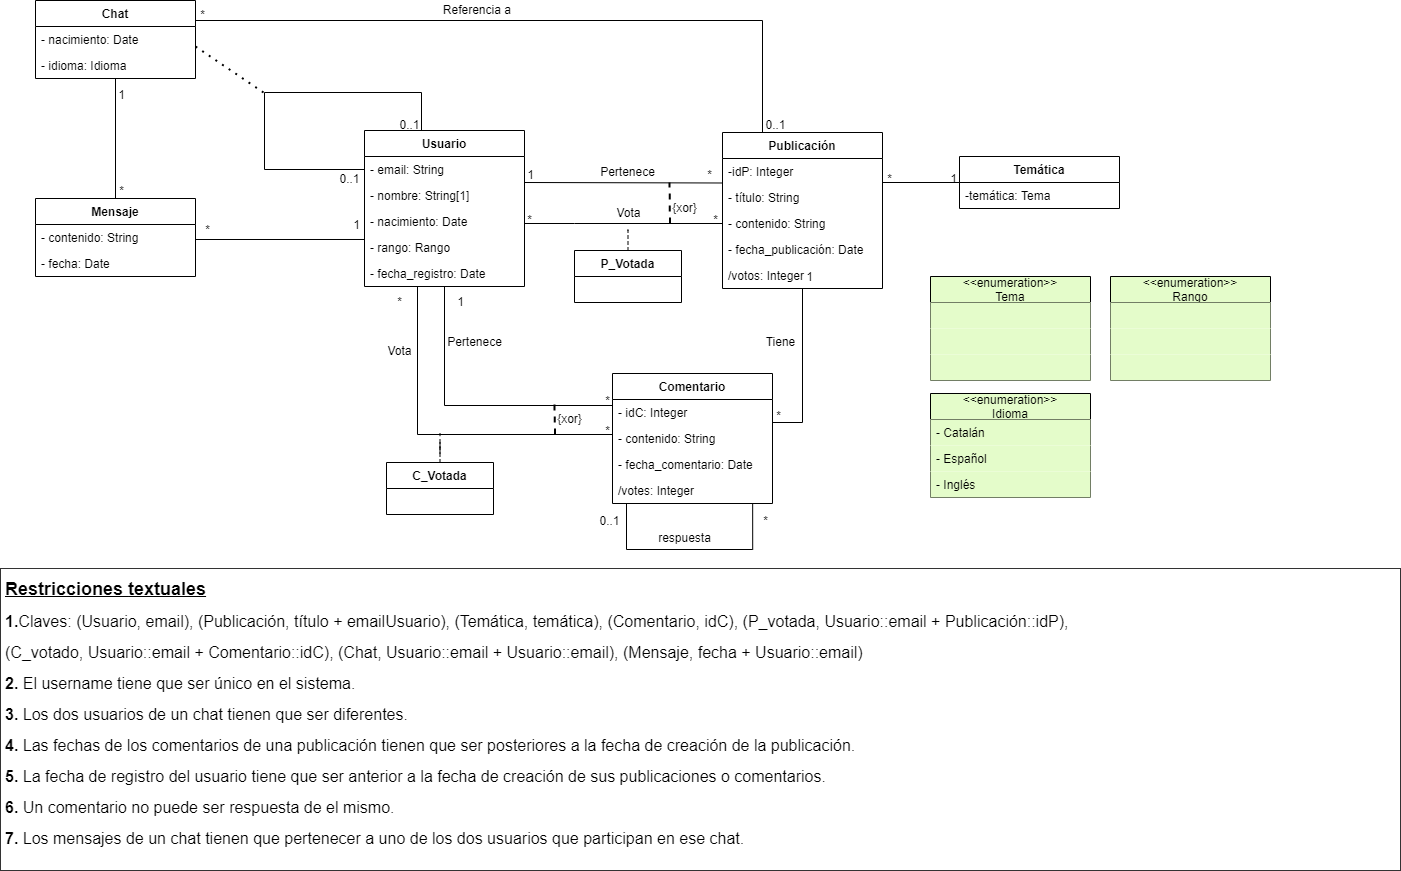 Chat
- nacimiento: Date
- idioma: Idioma
*
Referencia a
0..1
1
*
Mensaje
- contenido: String
- fecha: Date
*
1
0..1
0..1
Usuario
- email: String
- nombre: String[1]
- nacimiento: Date
- rango: Rango
- fecha_registro: Date
1
Pertenece
*
{xor}
*
Vota
*
P_Votada
Publicación
-idP: Integer
- título: String
- contenido: String
- fecha_publicación: Date
/votos: Integer
1
*
1
Temática
-temática: Tema
<<enumeration>>
Tema
<<enumeration>>
Rango
<<enumeration>>
Idioma
- Catalán
- Español
- Inglés
*
1
Vota
Pertenece
Tiene
*
*
{xor}
*
C_Votada
Comentario
- idC: Integer
- contenido: String
- fecha_comentario: Date
/votes: Integer
0..1
*
respuesta
Restricciones textuales
1.Claves: (Usuario, email), (Publicación, título + emailUsuario), (Temática, temática), (Comentario, idC), (P_votada, Usuario::email + Publicación::idP),
(C_votado, Usuario::email + Comentario::idC), (Chat, Usuario::email + Usuario::email), (Mensaje, fecha + Usuario::email)
2. El username tiene que ser único en el sistema.
3. Los dos usuarios de un chat tienen que ser diferentes.
4. Las fechas de los comentarios de una publicación tienen que ser posteriores a la fecha de creación de la publicación.
5. La fecha de registro del usuario tiene que ser anterior a la fecha de creación de sus publicaciones o comentarios.
6. Un comentario no puede ser respuesta de el mismo.
7. Los mensajes de un chat tienen que pertenecer a uno de los dos usuarios que participan en ese chat.